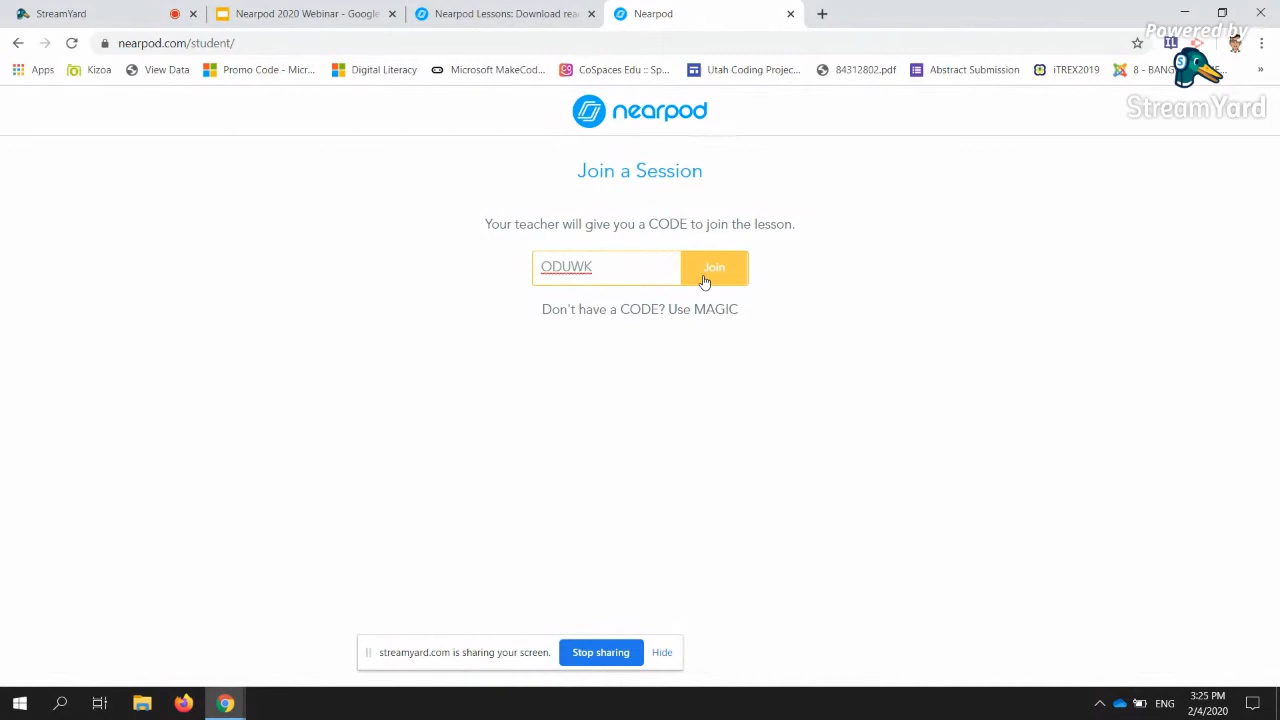 StreamYard
Nearpod 2020 Webinar - Google
Nearpod Lessons: Download rea
Nearpod
nearpod.com/student/
Powered by
Apps
Kizoa
View Data
Promo Code - Micr...
Digital Literacy
Microsoft MakeCod...
CoSpaces Edu :: Sp...
Utah Coding Projec...
84312802.pdf
Abstract Submission
iTREX2019
8 - BANG
StreamYard
nearpod
Join a Session
Your teacher will give you a CODE to join the lesson.
ODUWK
Join
Don't have a CODE? Use MAGIC
streamyard.com is sharing your screen.
Stop sharing
Hide
ENG
3:25 PM
2/4/2020